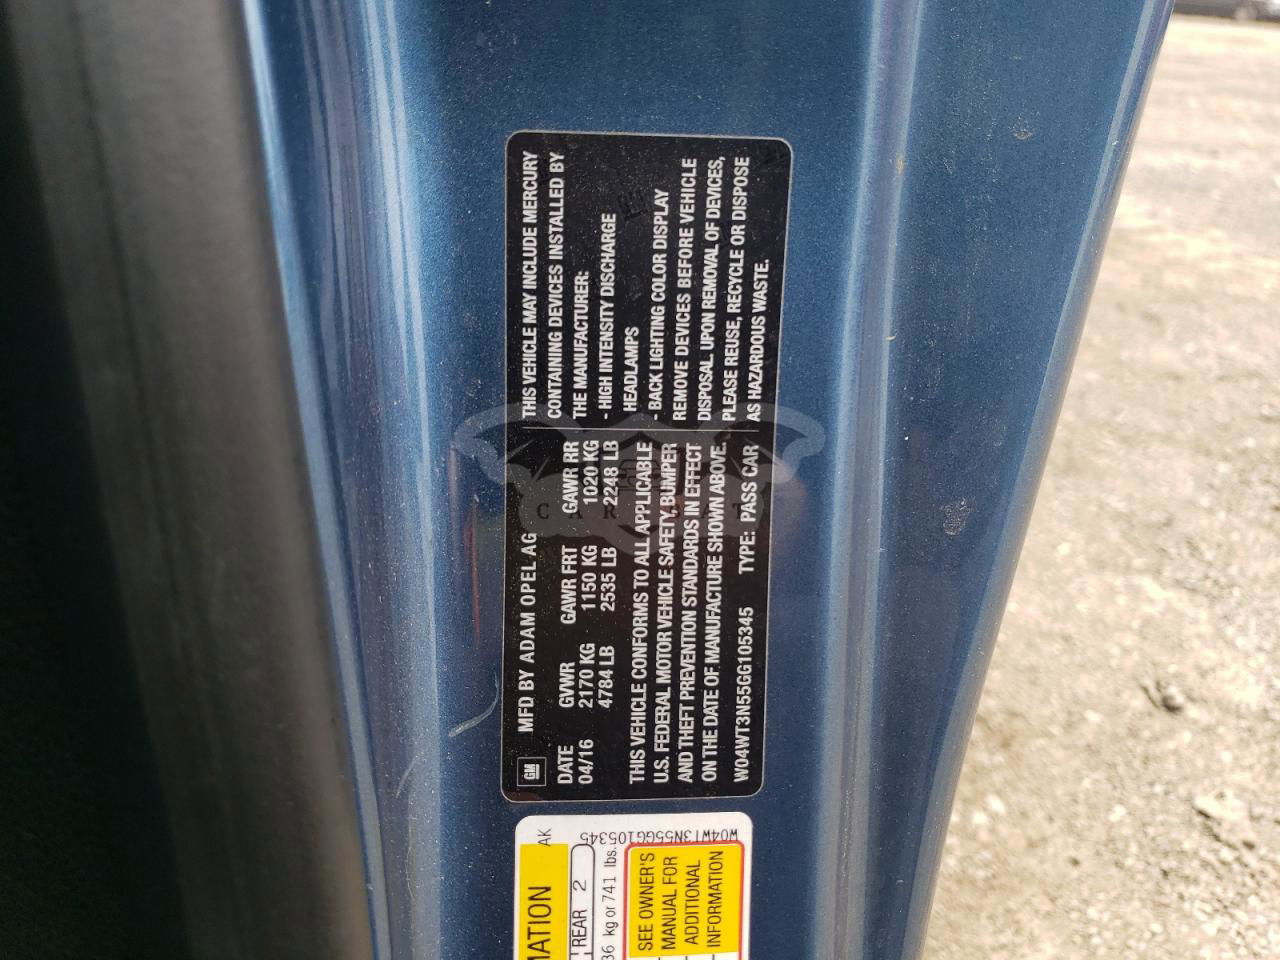 GM
MFD BY ADAM OPEL AG
DATE GVWR GAWR FRT GAWR RR
04/16 2170 KG 1150 KG 1020 KG
4784 LB 2535 LB 2248 LB
THIS VEHICLE CONFORMS TO ALL APPLICABLE
U.S. FEDERAL MOTOR VEHICLE SAFETY, BUMPER
AND THEFT PREVENTION STANDARDS IN EFFECT
ON THE DATE OF MANUFACTURE SHOWN ABOVE.
W04WT3N55GG105345 TYPE: PASS CAR
THIS VEHICLE MAY INCLUDE MERCURY
CONTAINING DEVICES INSTALLED BY
THE MANUFACTURER:
- HIGH INTENSITY DISCHARGE
HEADLAMPS
- BACK LIGHTING COLOR DISPLAY
REMOVE DEVICES BEFORE VEHICLE
DISPOSAL UPON REMOVAL OF DEVICES,
PLEASE REUSE, RECYCLE OR DISPOSE
AS HAZARDOUS WASTE.
CAR BAT
AK
W04WT3N55GG105345
MATION
REAR 2
36 kg or 741 lbs.
SEE OWNER'S
MANUAL FOR
ADDITIONAL
INFORMATION